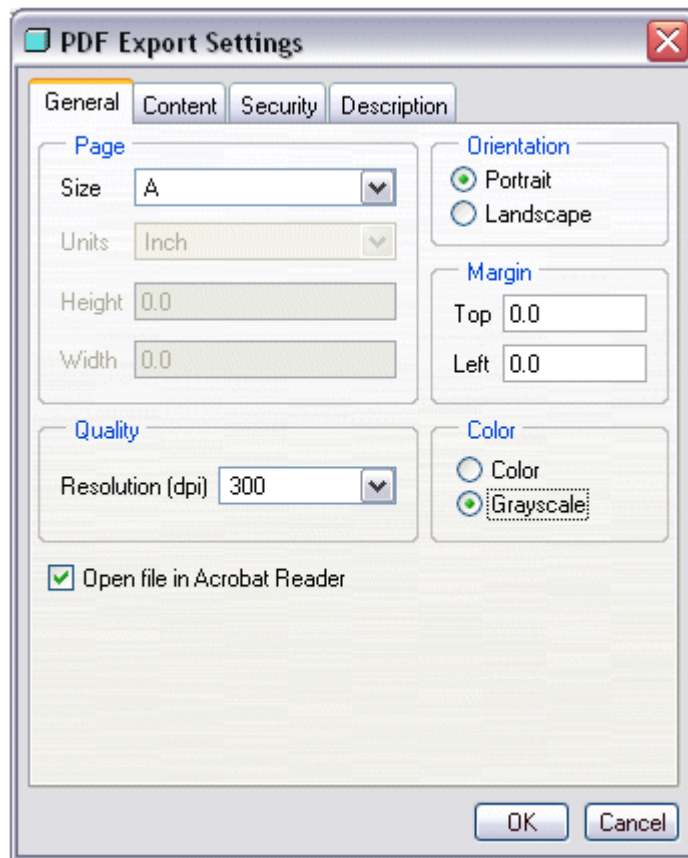 PDF Export Settings
General Content Security Description
Page
Size A
Units Inch
Height 0.0
Width 0.0
Orientation
Portrait
Landscape
Margin
Top 0.0
Left 0.0
Quality
Resolution (dpi) 300
Color
Color
Grayscale
Open file in Acrobat Reader
OK Cancel